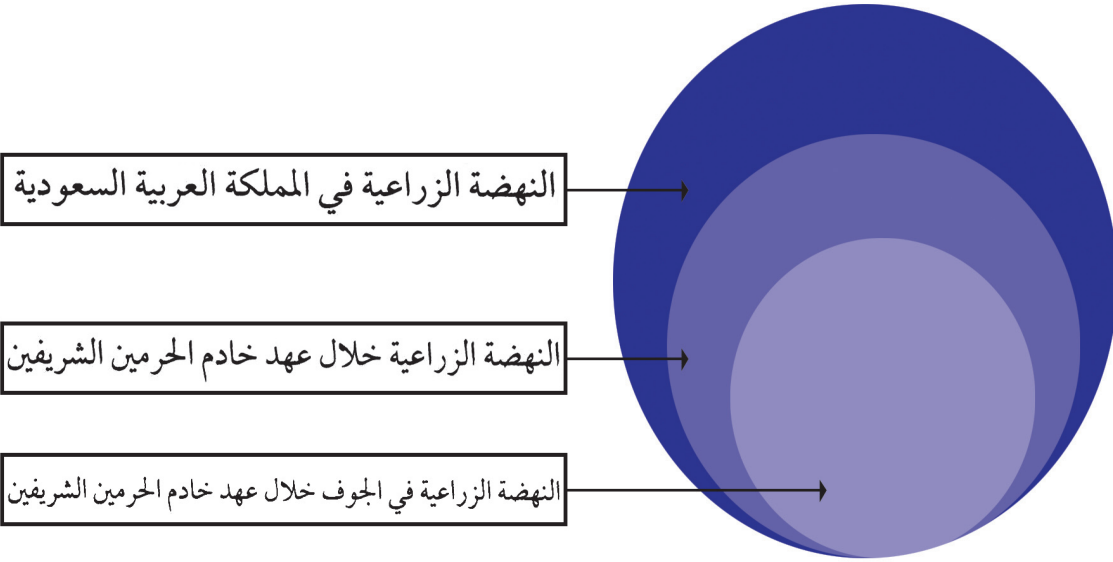 النهضة الزراعية في المملكة العربية السعودية
النهضة الزراعية خلال عهد خادم الحرمين الشريفين
النهضة الزراعية في الجوف خلال عهد خادم الحرمين الشريفين